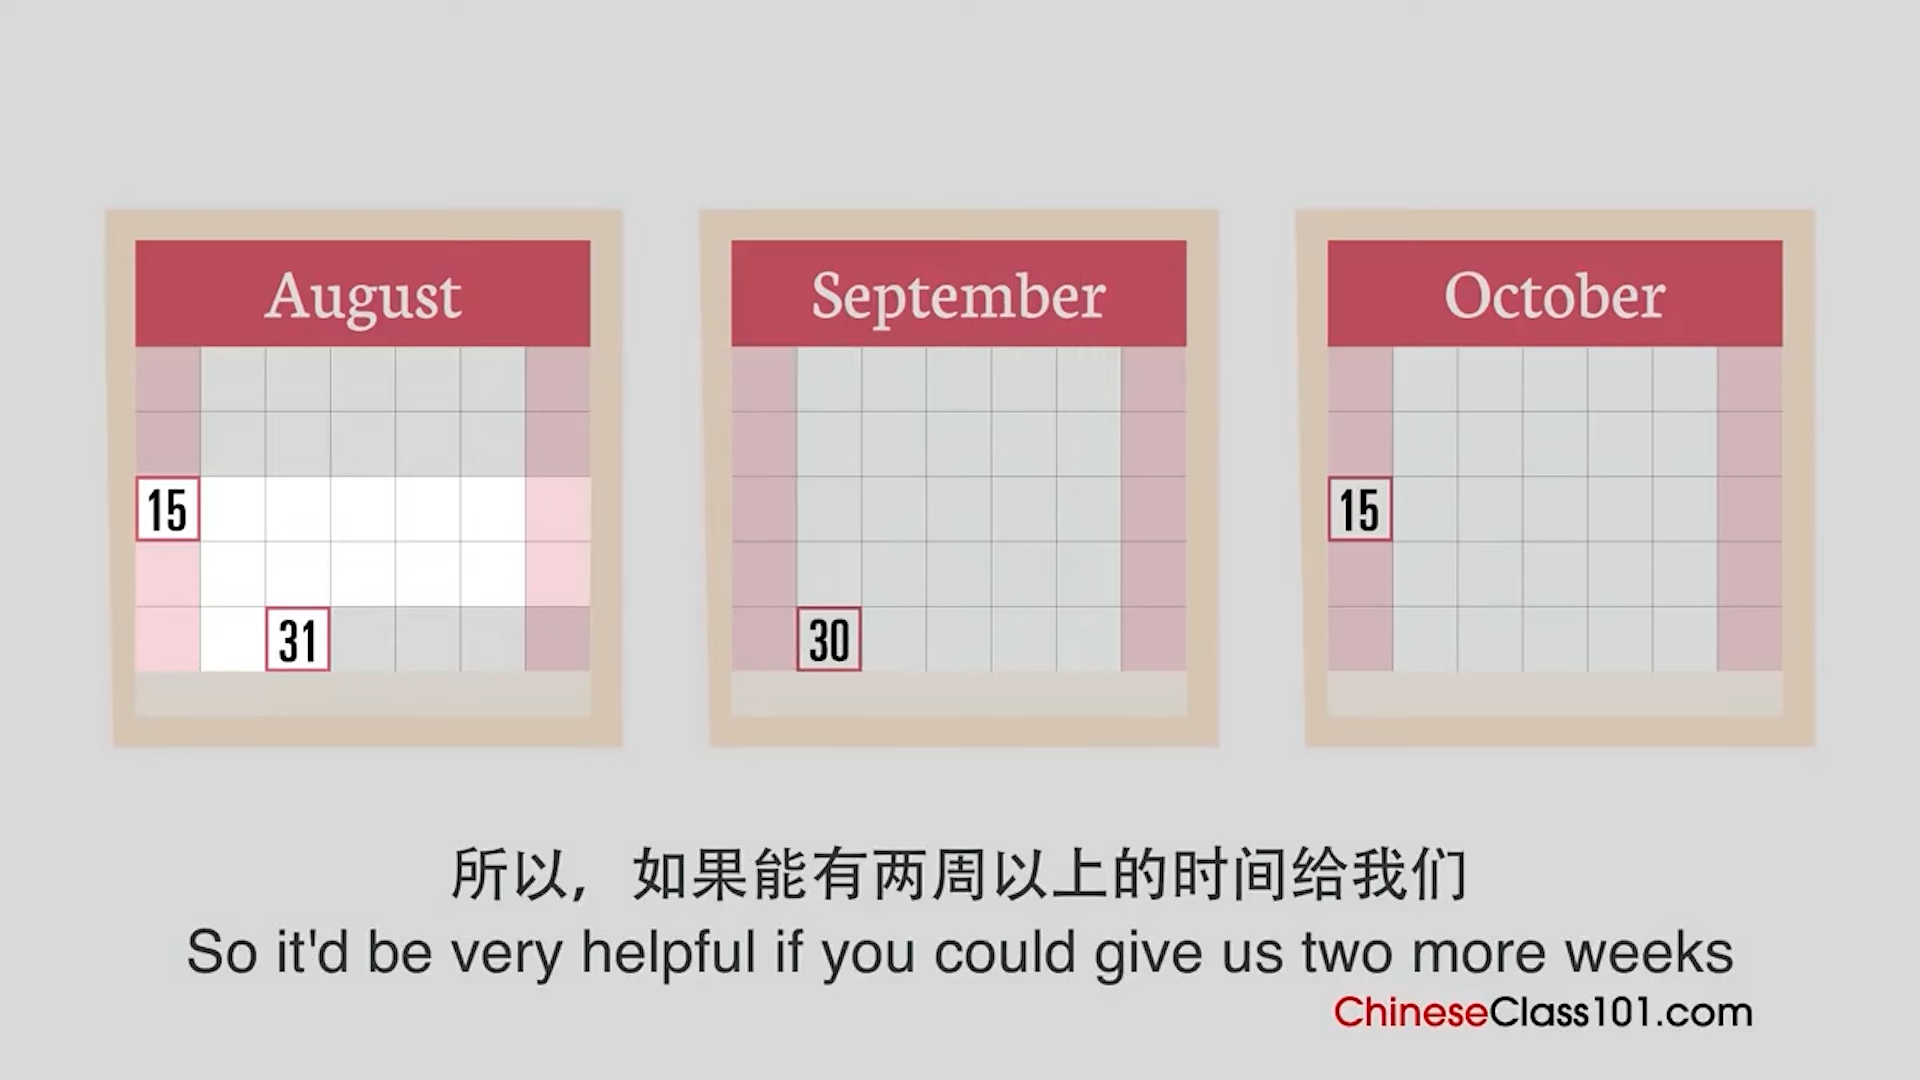 August
September
October
15
15
31
30
所以，如果能有两周以上的时间给我们
So it'd be very helpful if you could give us two more weeks
ChineseClass101.com